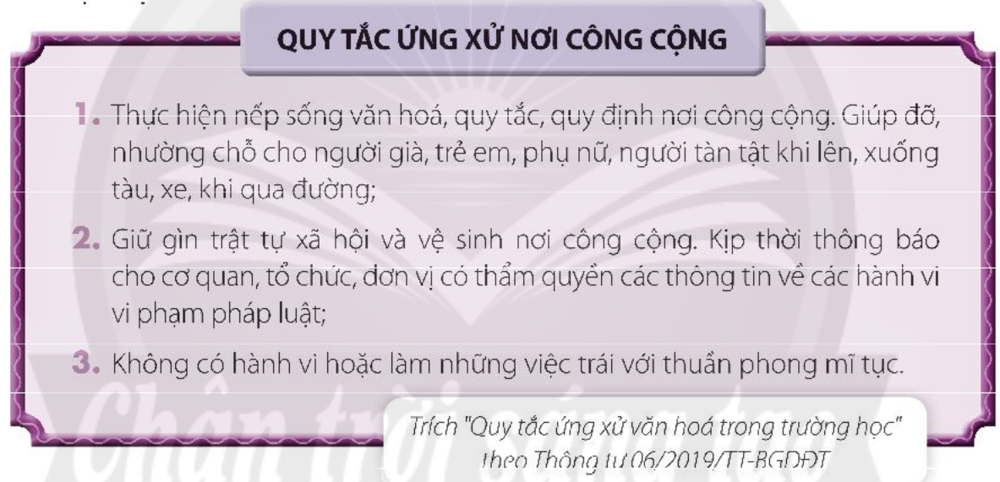 QUY TẮC ỨNG XỬ NƠI CÔNG CỘNG
1. Thực hiện nếp sống văn hoá, quy tắc, quy định nơi công cộng. Giúp đỡ,
nhường chỗ cho người già, trẻ em, phụ nữ, người tàn tật khi lên, xuống
tàu, xe, khi qua đường;
2. Giữ gìn trật tự xã hội và vệ sinh nơi công cộng. Kịp thời thông báo
cho cơ quan, tổ chức, đơn vị có thẩm quyền các thông tin về các hành vi
vi phạm pháp luật;
3. Không có hành vi hoặc làm những việc trái với thuần phong mĩ tục.
Trích "Quy tắc ứng xử văn hoá trong trường học"
theo Thông tư 06/2019/TT-BGDĐT
Chân trời sáng tạo